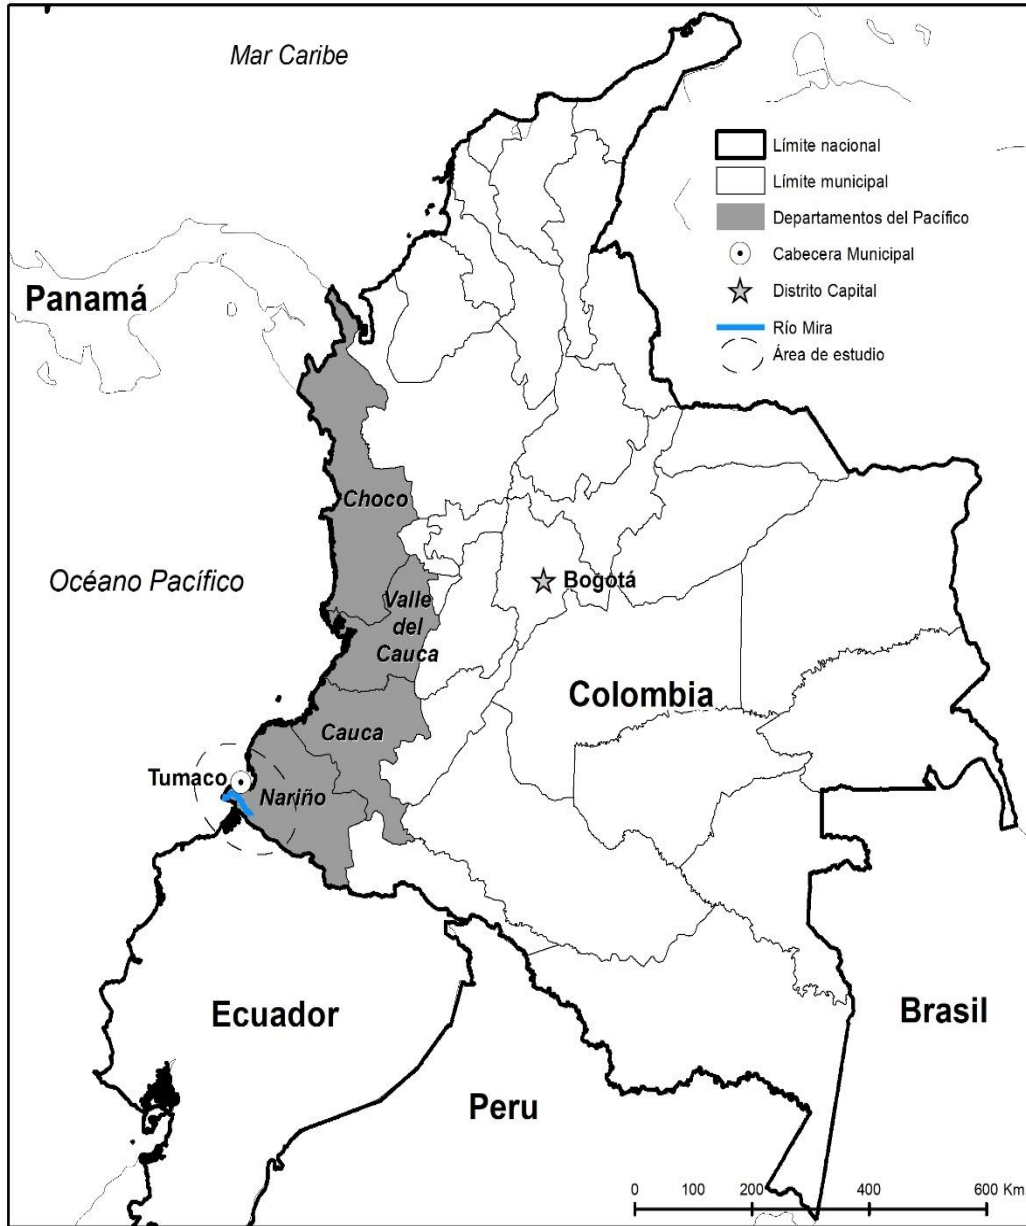 Mar Caribe
Límite nacional
Límite municipal
Departamentos del Pacífico
Cabecera Municipal
Distrito Capital
Río Mira
Área de estudio
Panamá
Choco
Océano Pacífico
Bogotá
Valle
del
Cauca
Colombia
Cauca
Tumaco
Nariño
Ecuador
Brasil
Peru
0 100 200 400 600 Km